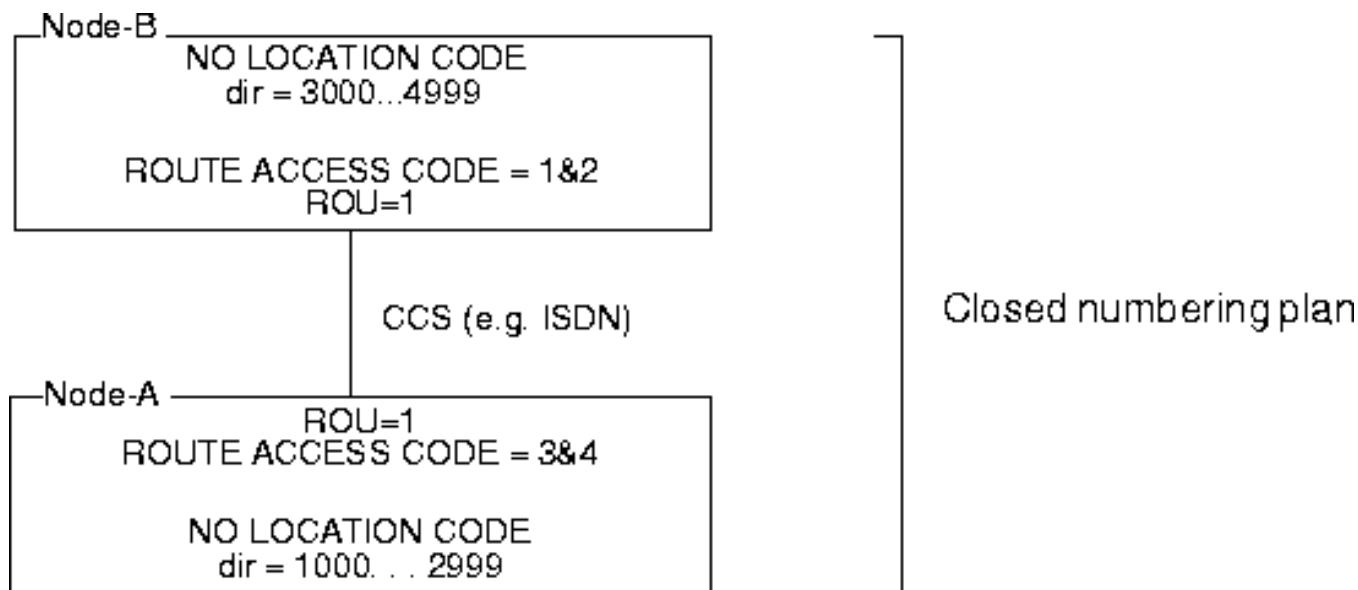 Node-B
NO LOCATION CODE
dir = 3000...4999
ROUTE ACCESS CODE = 1&2
ROU=1
CCS (e.g. ISDN)
Closed numbering plan
Node-A
ROU=1
ROUTE ACCESS CODE = 3&4
NO LOCATION CODE
dir = 1000. . . 2999